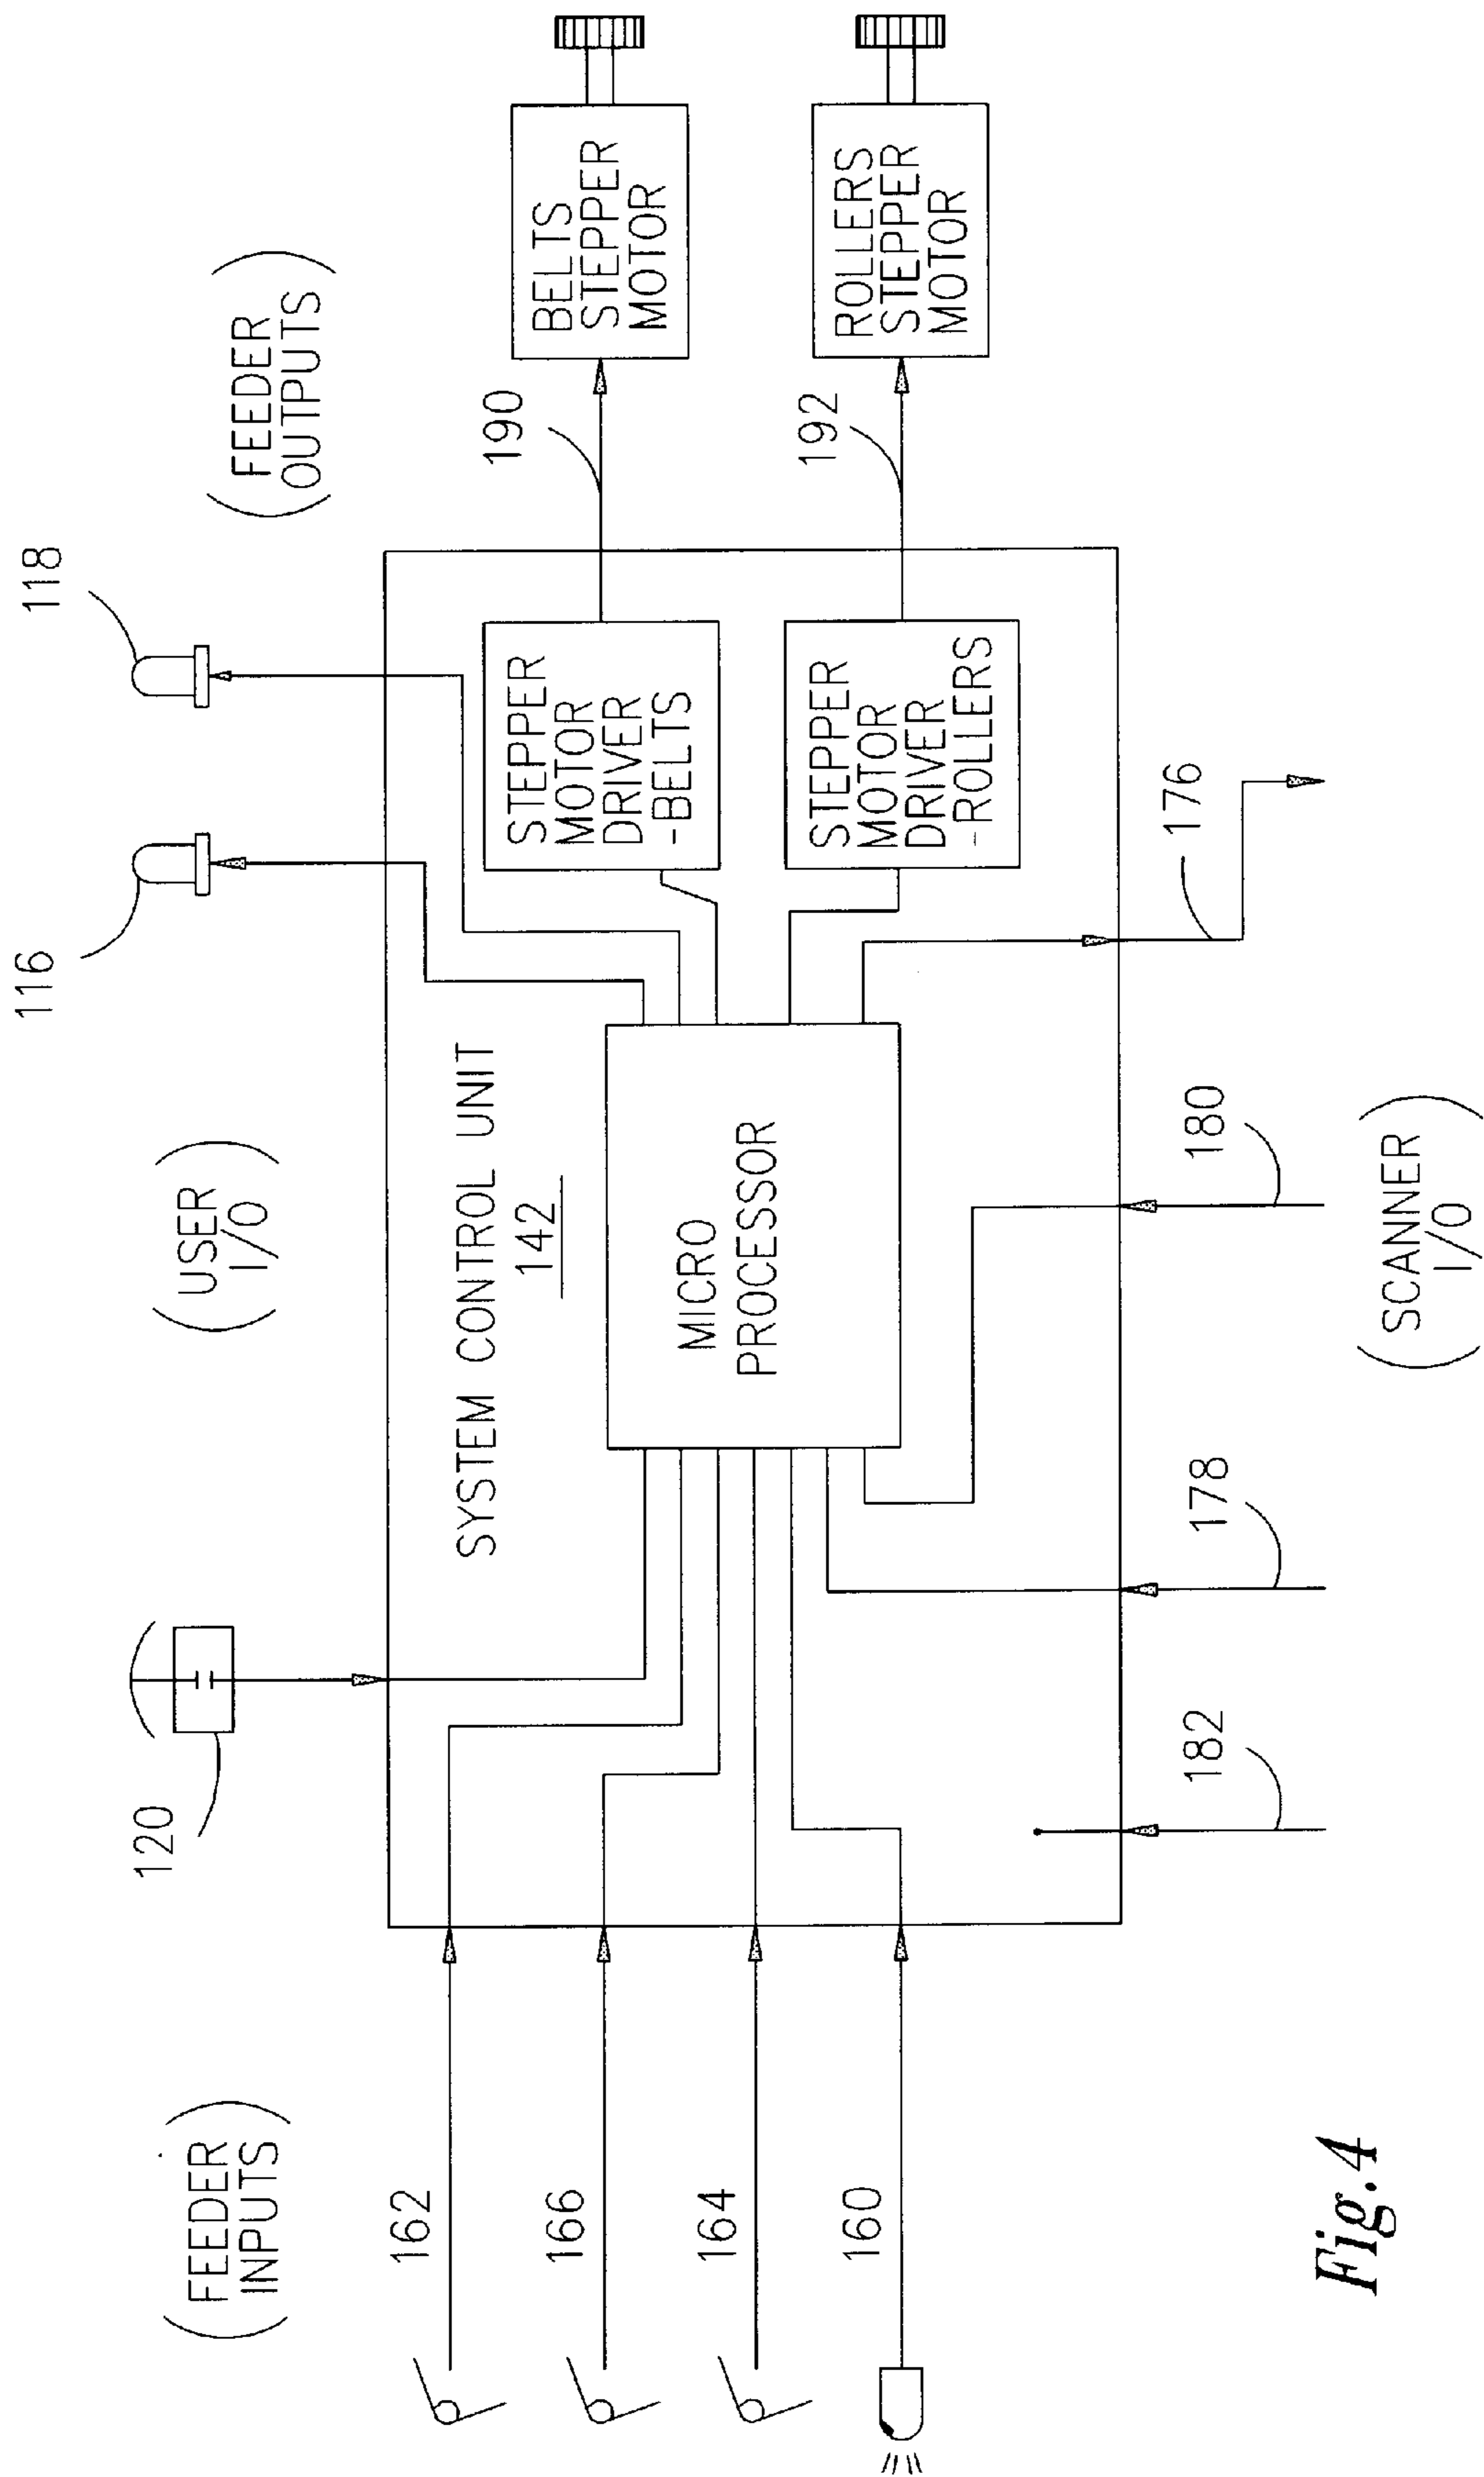 (FEEDER
INPUTS)
(USER
I/O)
(FEEDER
OUTPUTS)
120
116
118
162
166
164
160
SYSTEM CONTROL UNIT
142
MICRO
PROCESSOR
STEPPER
MOTOR
DRIVER
-BELTS
STEPPER
MOTOR
DRIVER
-ROLLERS
190
192
BELTS
STEPPER
MOTOR
ROLLERS
STEPPER
MOTOR
182
178
180
176
(SCANNER
I/O)
Fig.4